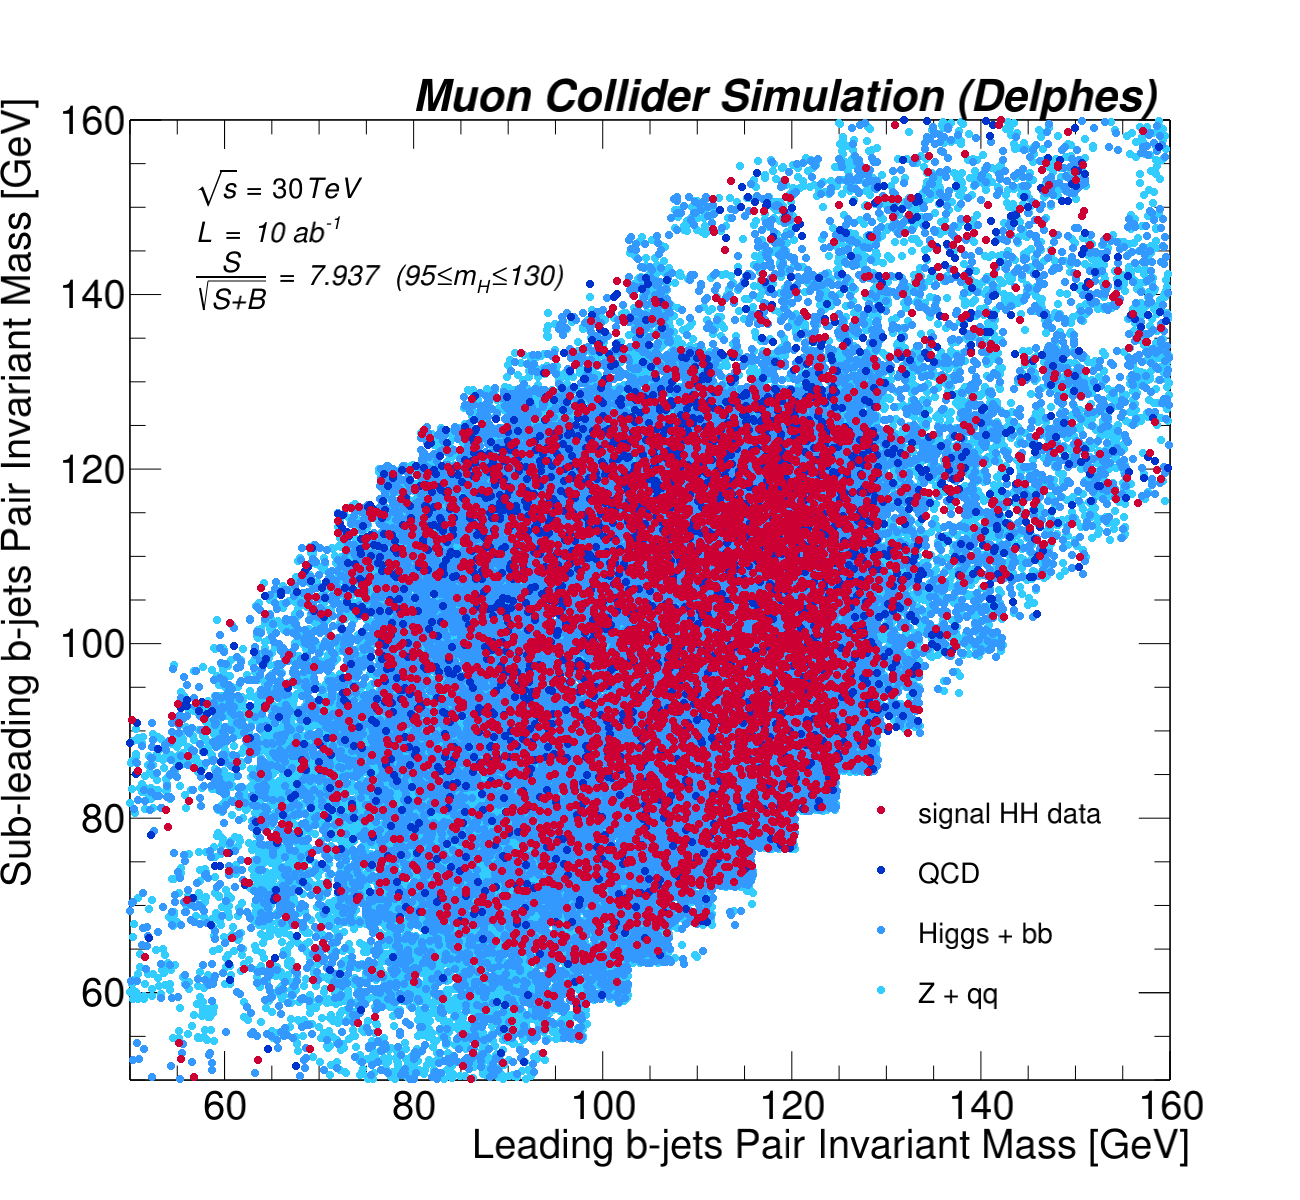 Muon Collider Simulation (Delphes)
Sub-leading b-jets Pair Invariant Mass [GeV]
160
140
120
100
80
60
√s = 30 TeV
L = 10 ab⁻¹
S/√S+B = 7.937 (95≤m_H≤130)
signal HH data
QCD
Higgs + bb
Z + qq
60 80 100 120 140 160
Leading b-jets Pair Invariant Mass [GeV]